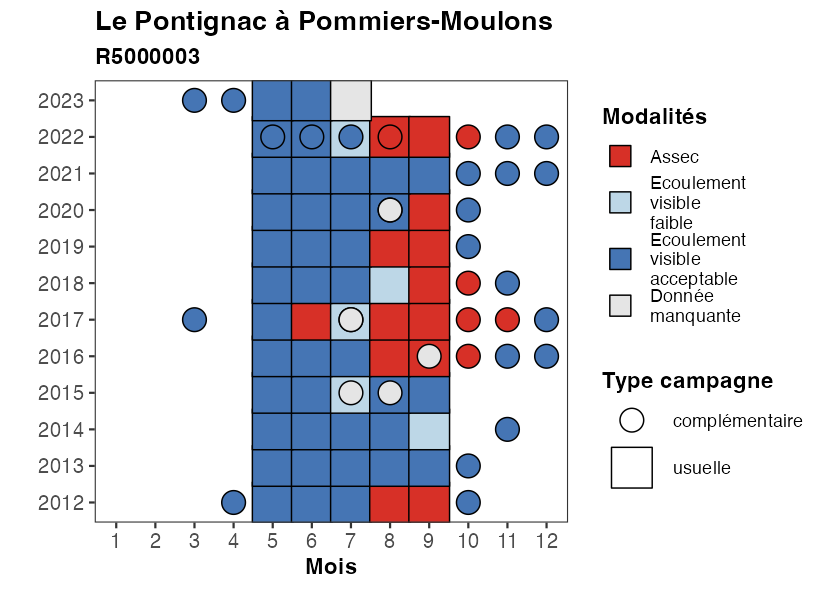 Le Pontignac à Pommiers-Moulons
R5000003
2023
2022
2021
2020
2019
2018
2017
2016
2015
2014
2013
2012
1 2 3 4 5 6 7 8 9 10 11 12
Mois
Modalités
Assec
Ecoulement
visible
faible
Ecoulement
visible
acceptable
Donnée
manquante
Type campagne
complémentaire
usuelle